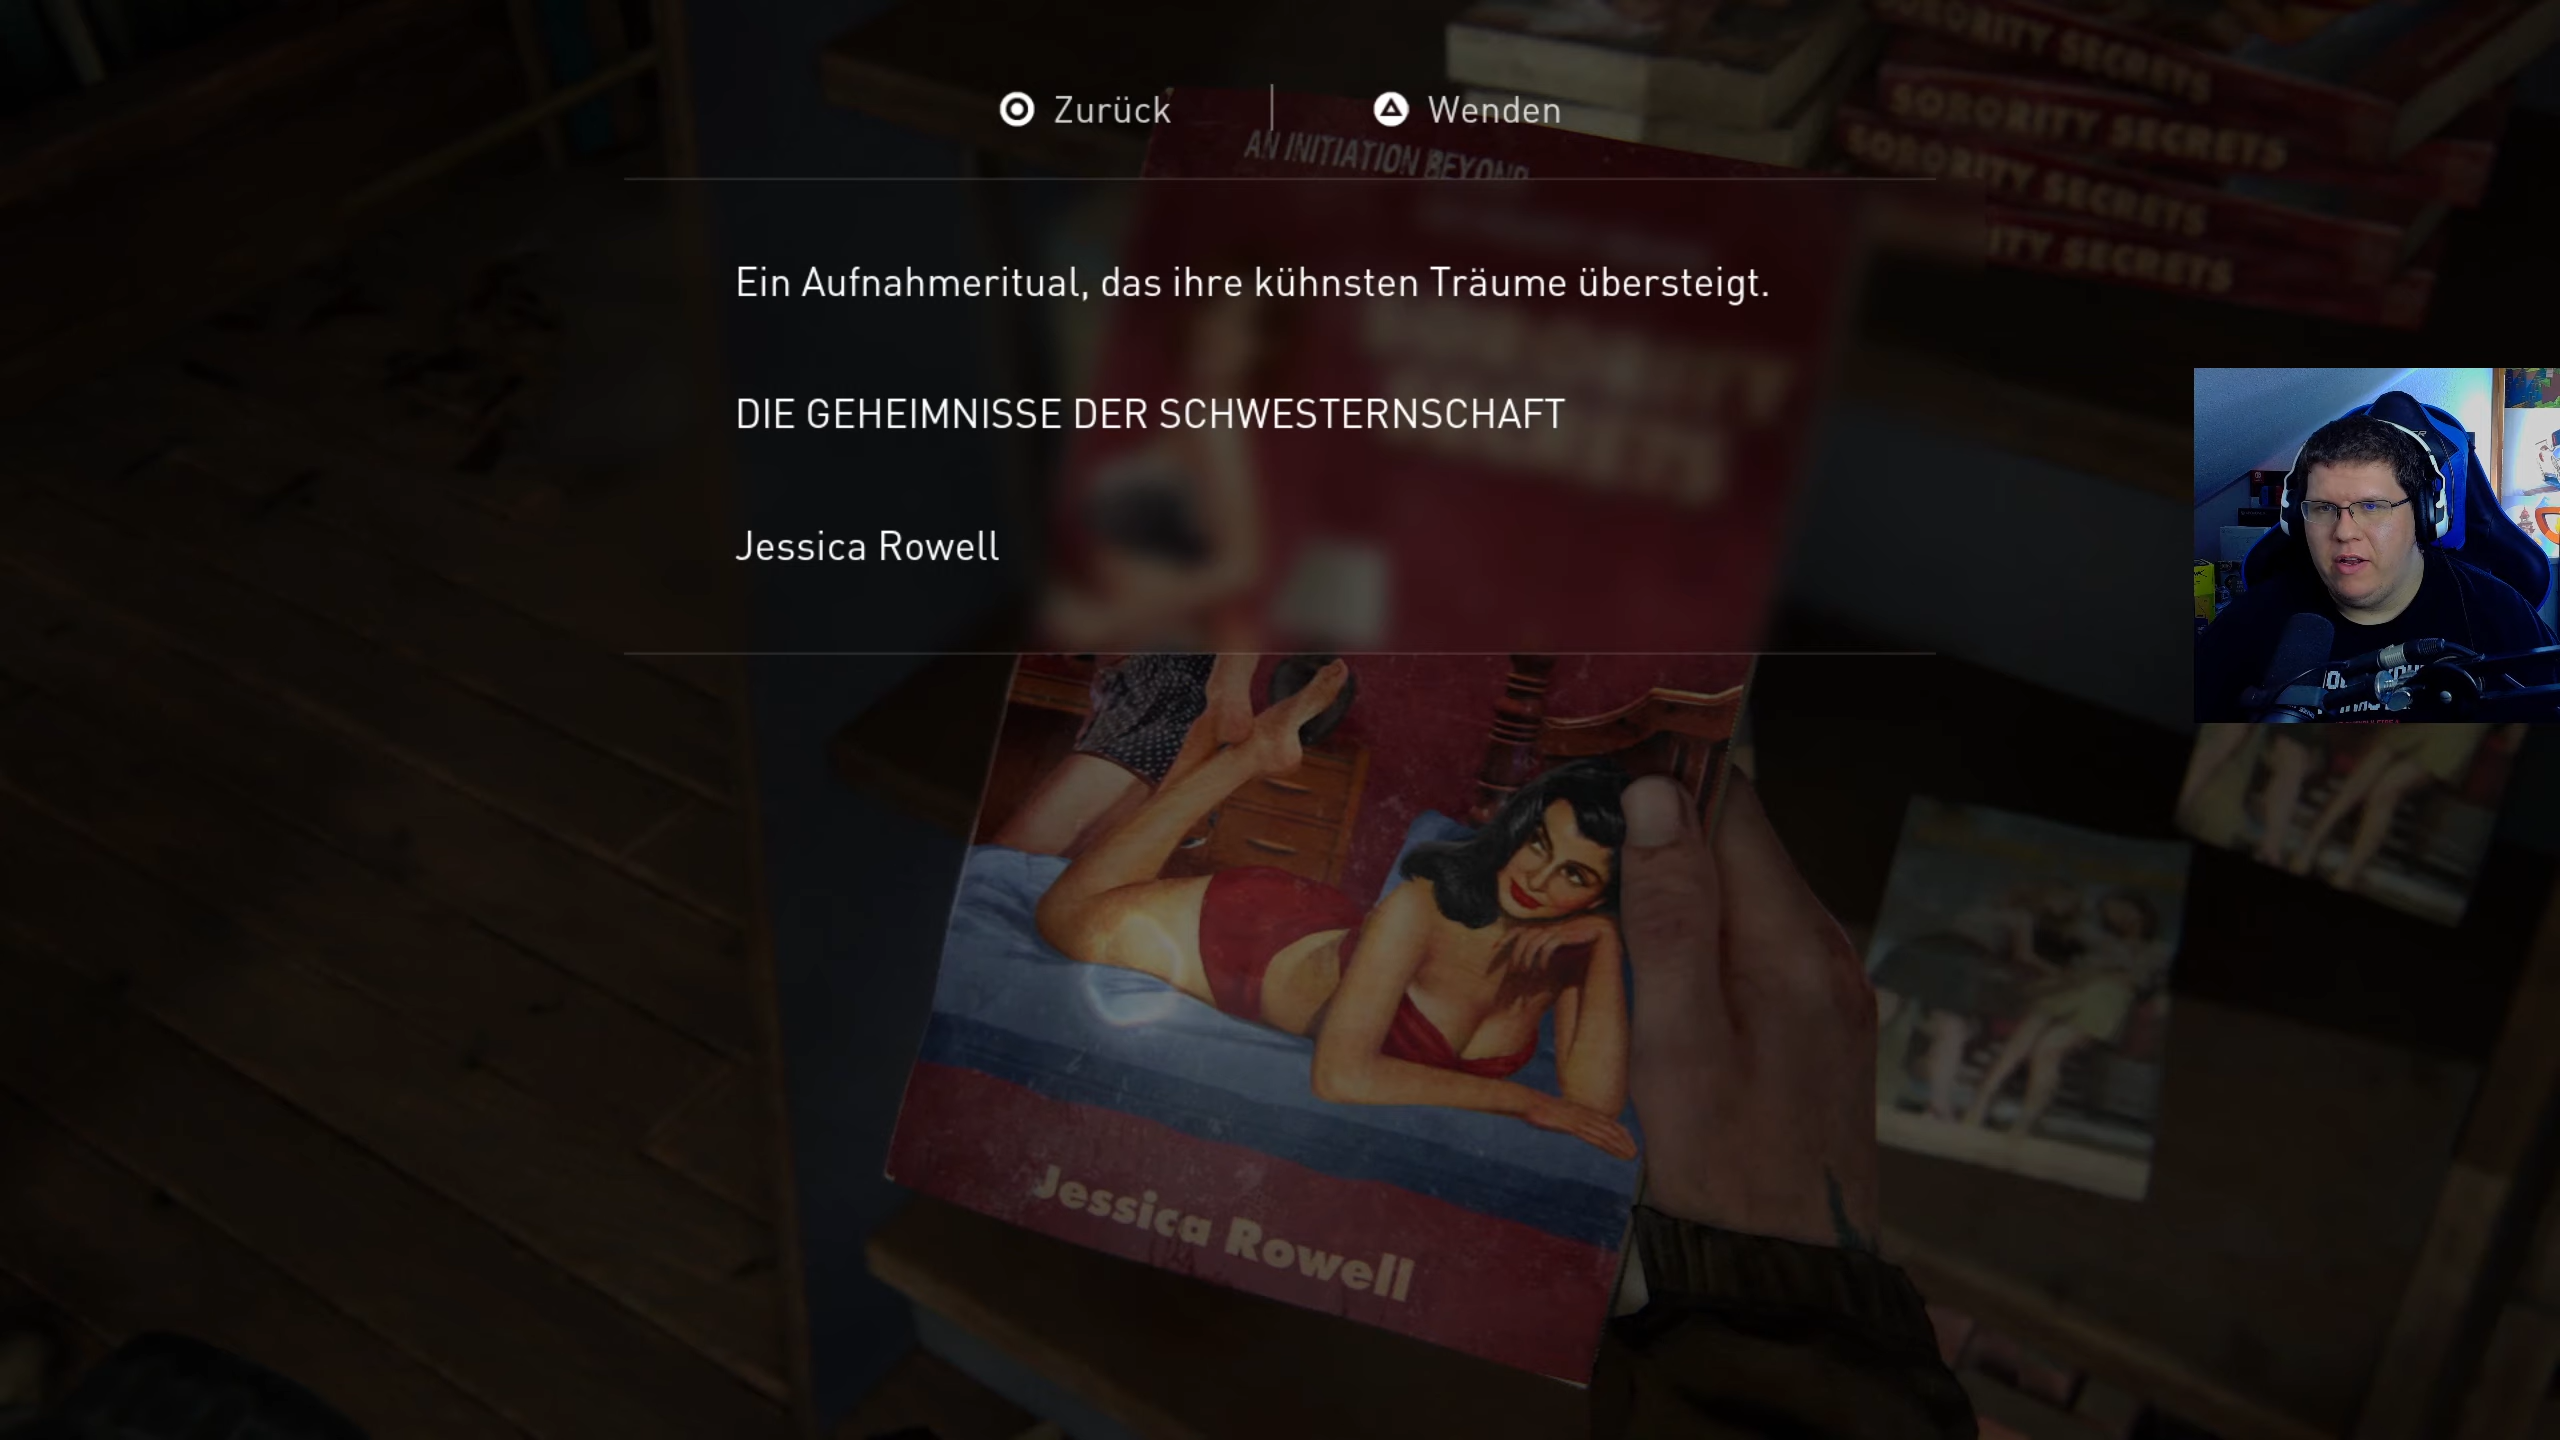 Zurück
Wenden
AN INITIATION BEYOND
SORORITY SECRETS
SORORITY SECRETS
SORORITY SECRETS
Ein Aufnahmeritual, das ihre kühnsten Träume übersteigt.
DIE GEHEIMNISSE DER SCHWESTERNSCHAFT
Jessica Rowell
Jessica Rowell